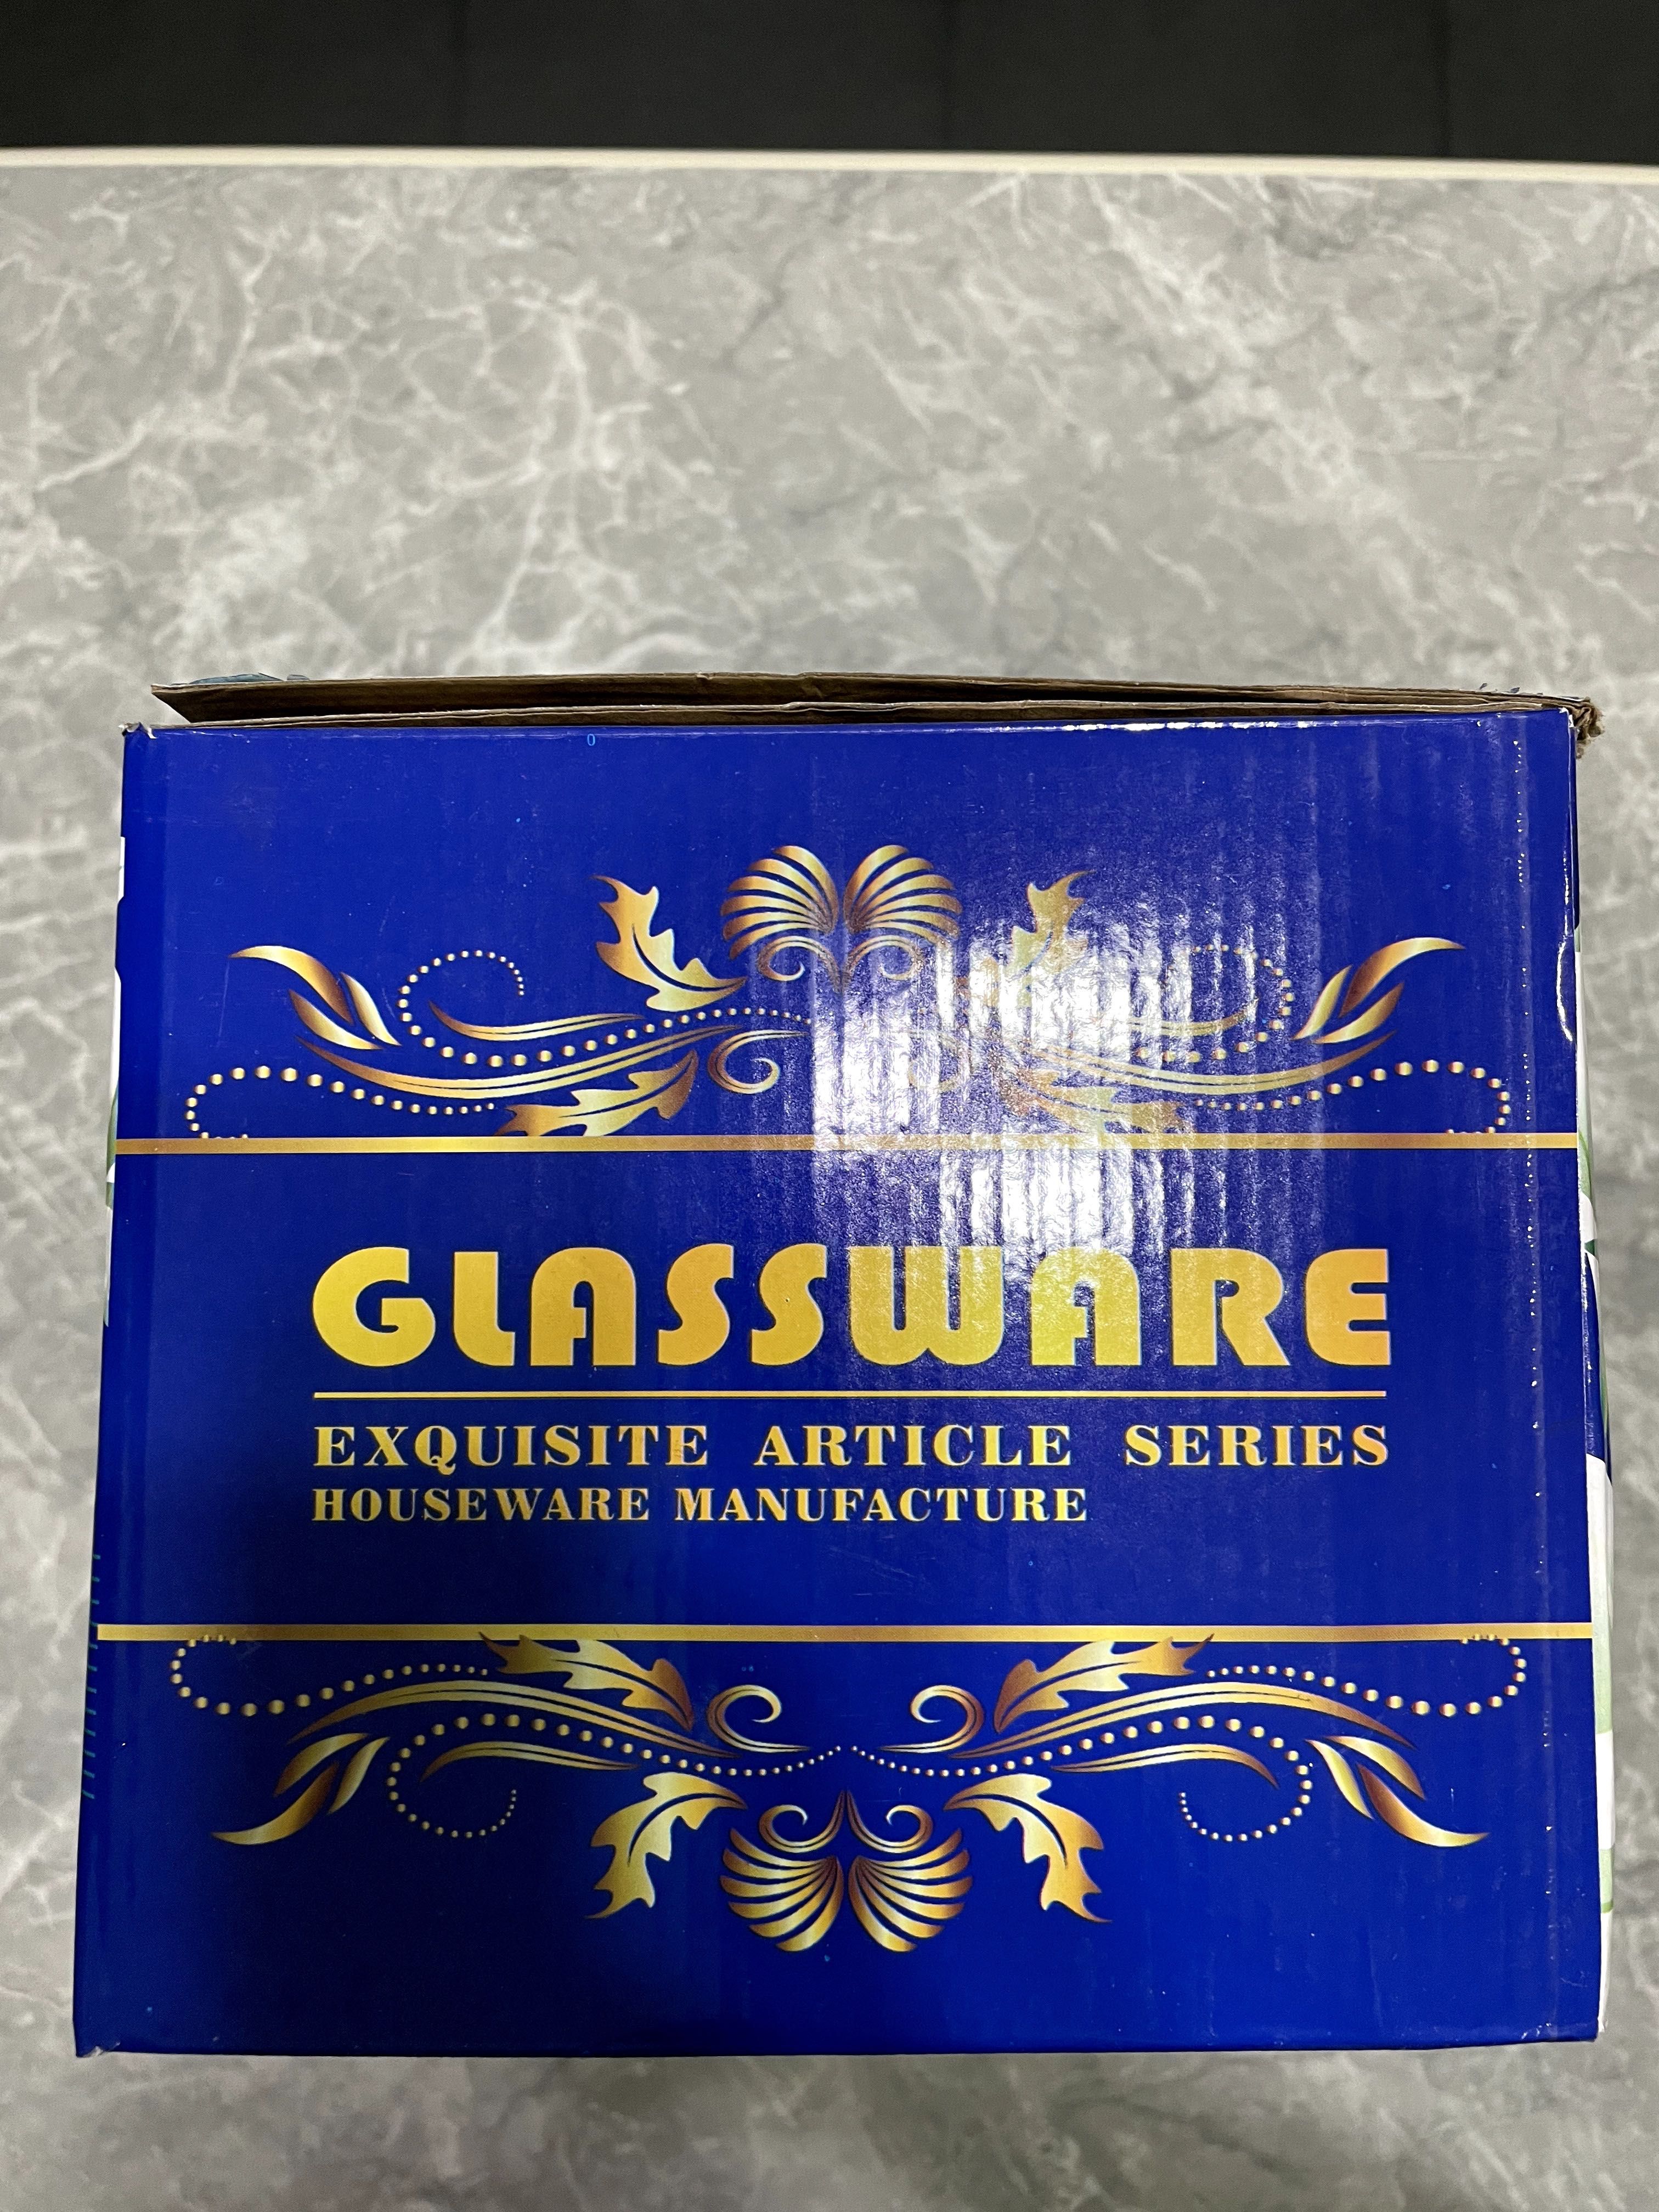 GLASSWARE
EXQUISITE ARTICLE SERIES
HOUSEWARE MANUFACTURE